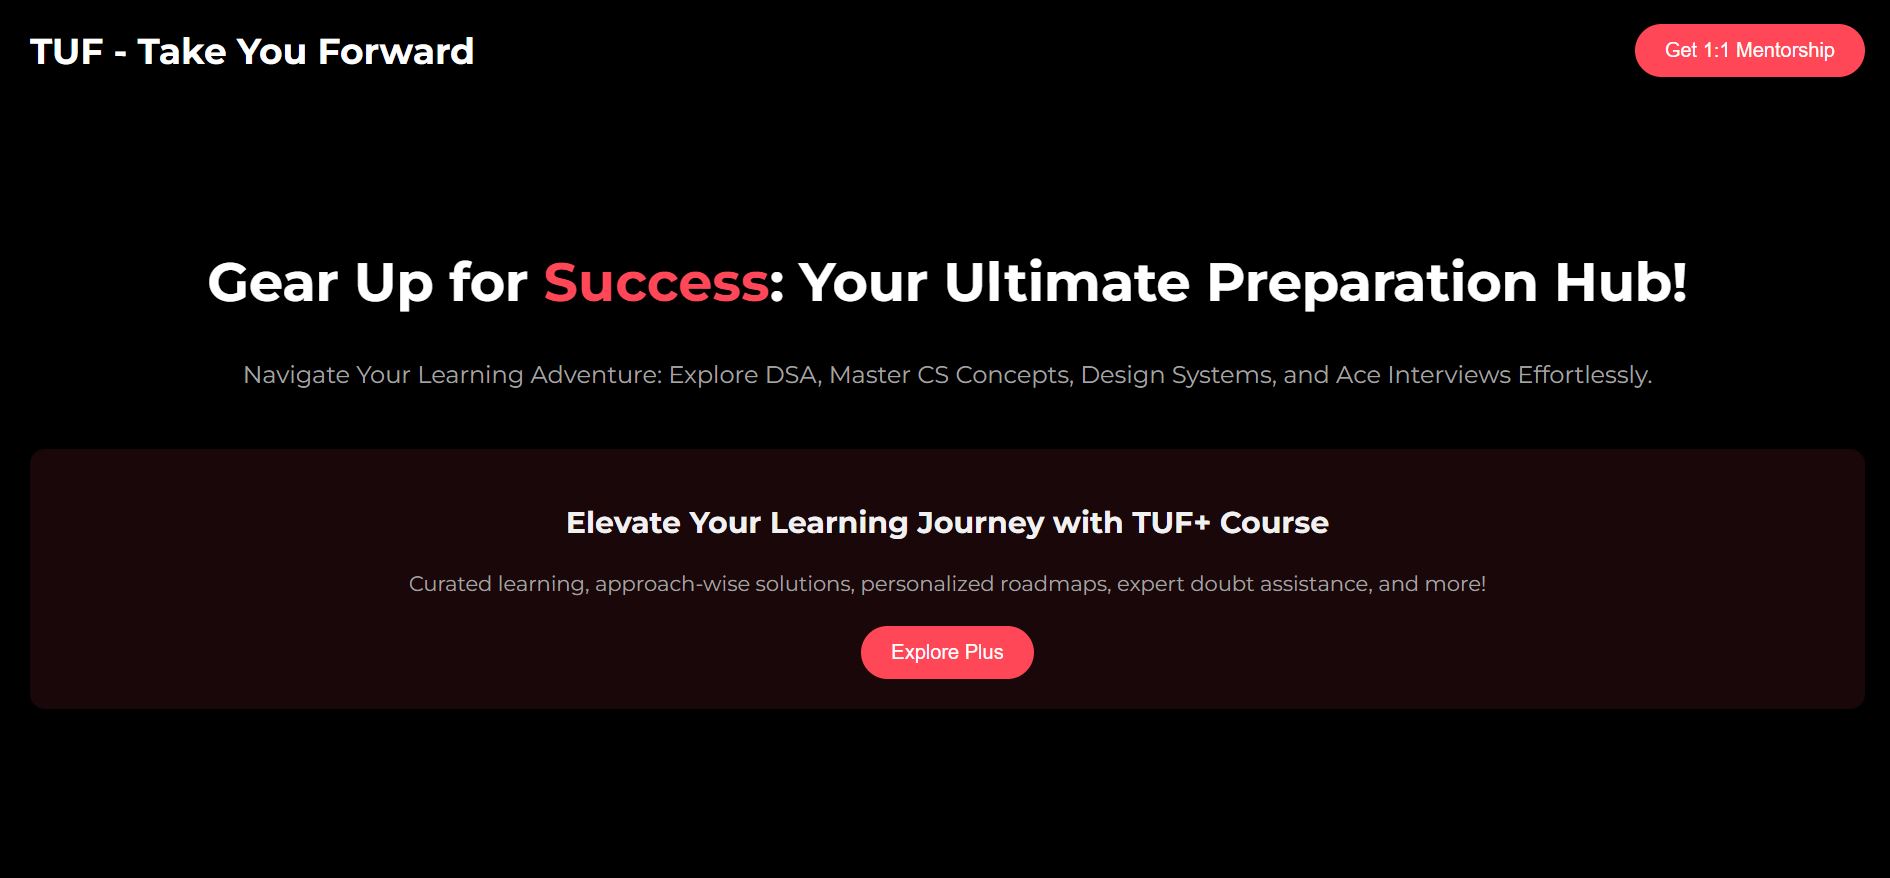 TUF - Take You Forward
Get 1:1 Mentorship
Gear Up for Success: Your Ultimate Preparation Hub!
Navigate Your Learning Adventure: Explore DSA, Master CS Concepts, Design Systems, and Ace Interviews Effortlessly.
Elevate Your Learning Journey with TUF+ Course
Curated learning, approach-wise solutions, personalized roadmaps, expert doubt assistance, and more!
Explore Plus